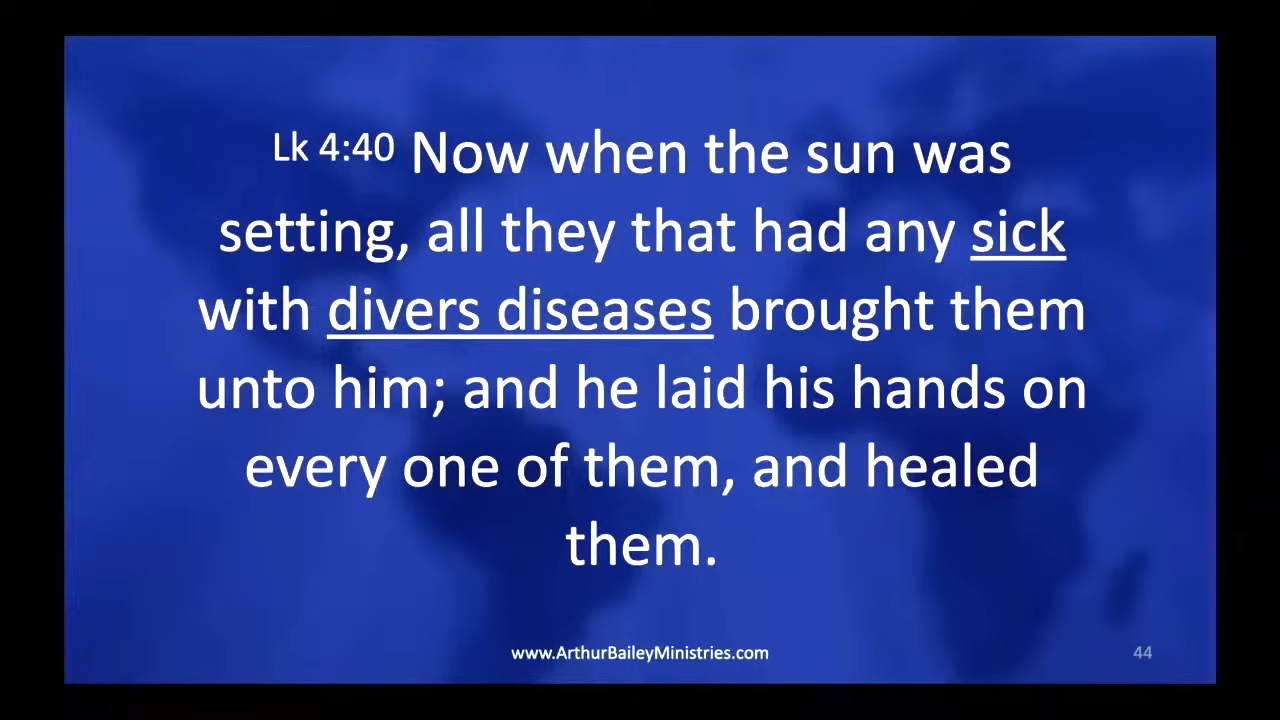 Lk 4:40 Now when the sun was
setting, all they that had any sick
with divers diseases brought them
unto him; and he laid his hands on
every one of them, and healed
them.
www.ArthurBaileyMinistries.com
44